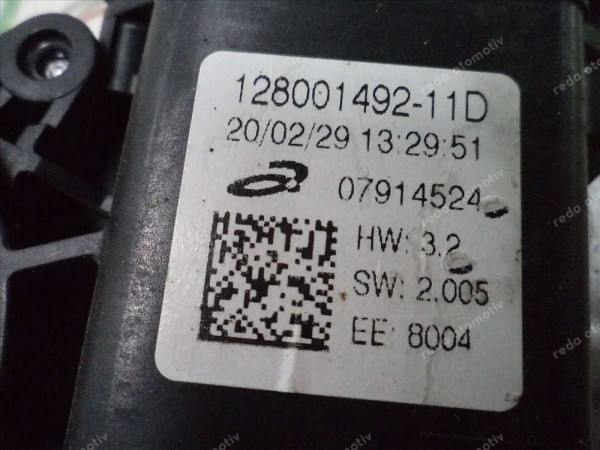 128001492-11D
20/02/29 13:29:51
07914524
HW: 3.2
SW: 2.005
EE: 8004
reda otomotiv